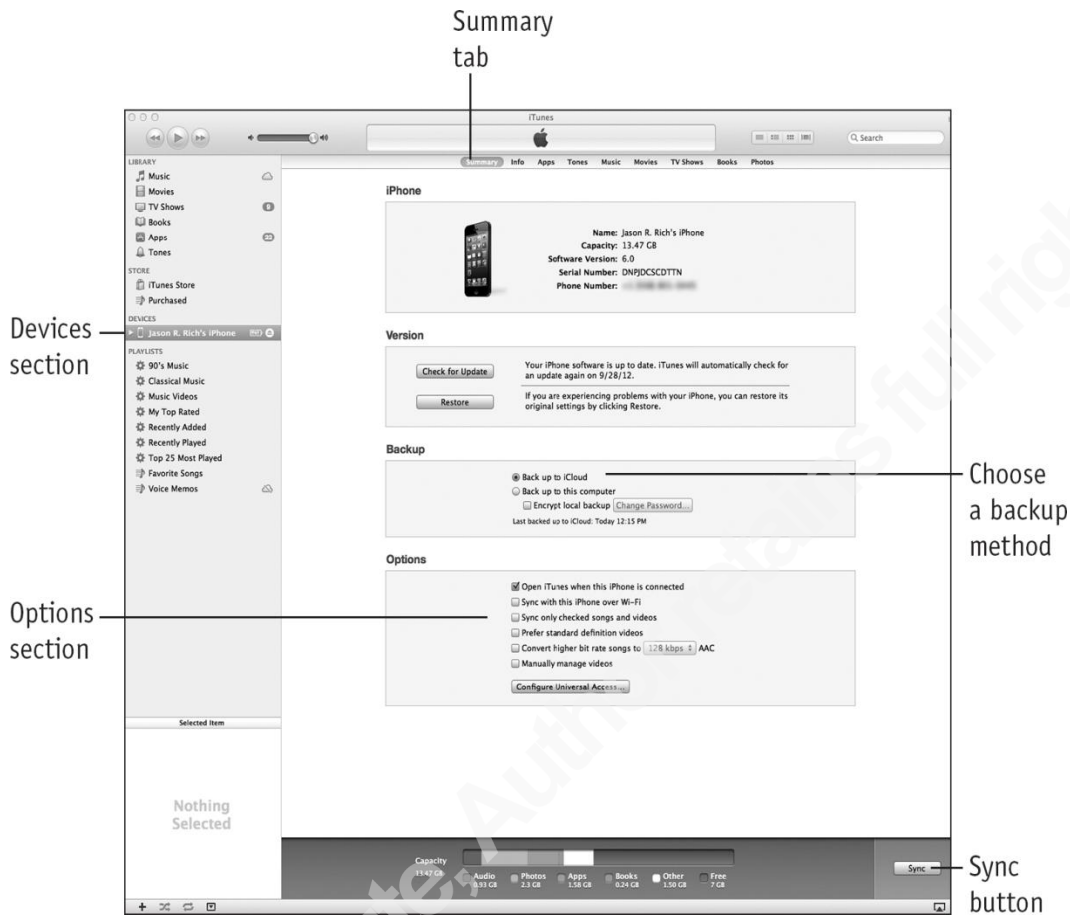 Summary
tab
iTunes
Search
LIBRARY
Music
Movies
TV Shows 9
Books
Apps
Tones
STORE
iTunes Store
Purchased
DEVICES
Jason R. Rich's iPhone
PLAYLISTS
90's Music
Classical Music
Music Videos
My Top Rated
Recently Added
Recently Played
Top 25 Most Played
Favorite Songs
Voice Memos
Devices
section
Summary Info Apps Tones Music Movies TV Shows Books Photos
iPhone
Name: Jason R. Rich's iPhone
Capacity: 13.47 GB
Software Version: 6.0
Serial Number: DNPJDCSCDTTN
Phone Number:
Version
Check for Update
Your iPhone software is up to date. iTunes will automatically check for
an update again on 9/28/12.
Restore
If you are experiencing problems with your iPhone, you can restore its
original settings by clicking Restore.
Backup
Back up to iCloud
Back up to this computer
Encrypt local backup Change Password...
Last backed up to iCloud: Today 12:15 PM
Choose
a backup
method
Options
Open iTunes when this iPhone is connected
Sync with this iPhone over Wi-Fi
Sync only checked songs and videos
Prefer standard definition videos
Convert higher bit rate songs to 128 kbps AAC
Manually manage videos
Configure Universal Access...
Options
section
Selected Item
Nothing
Selected
Capacity
13.47 GB
Audio
0.93 GB
Photos
2.3 GB
Apps
1.58 GB
Books
0.24 GB
Other
1.50 GB
Free
7 GB
Sync
Sync
button
Author retains full